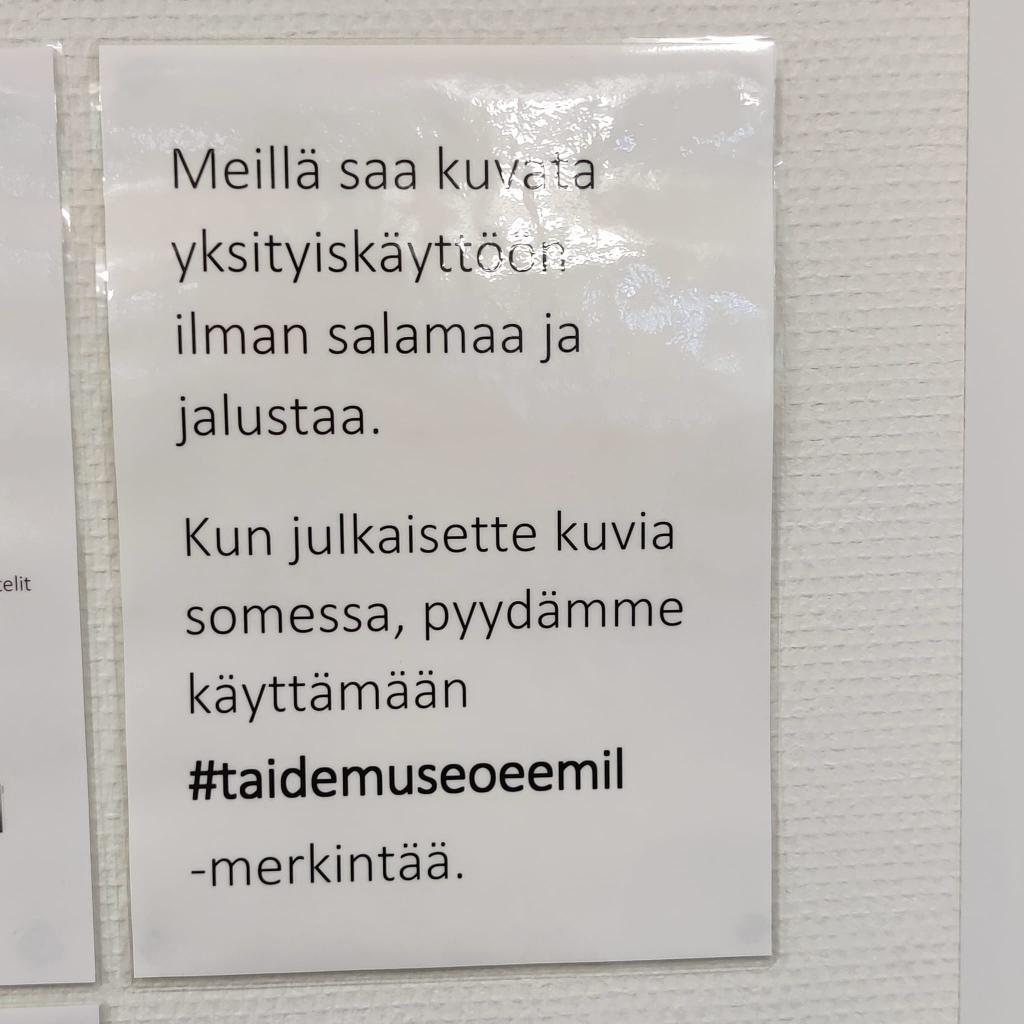 Meillä saa kuvata
yksityiskäyttöön
ilman salamaa ja
jalustaa.
Kun julkaisette kuvia
somessa, pyydämme
käyttämään
#taidemuseoeemil
-merkintää.